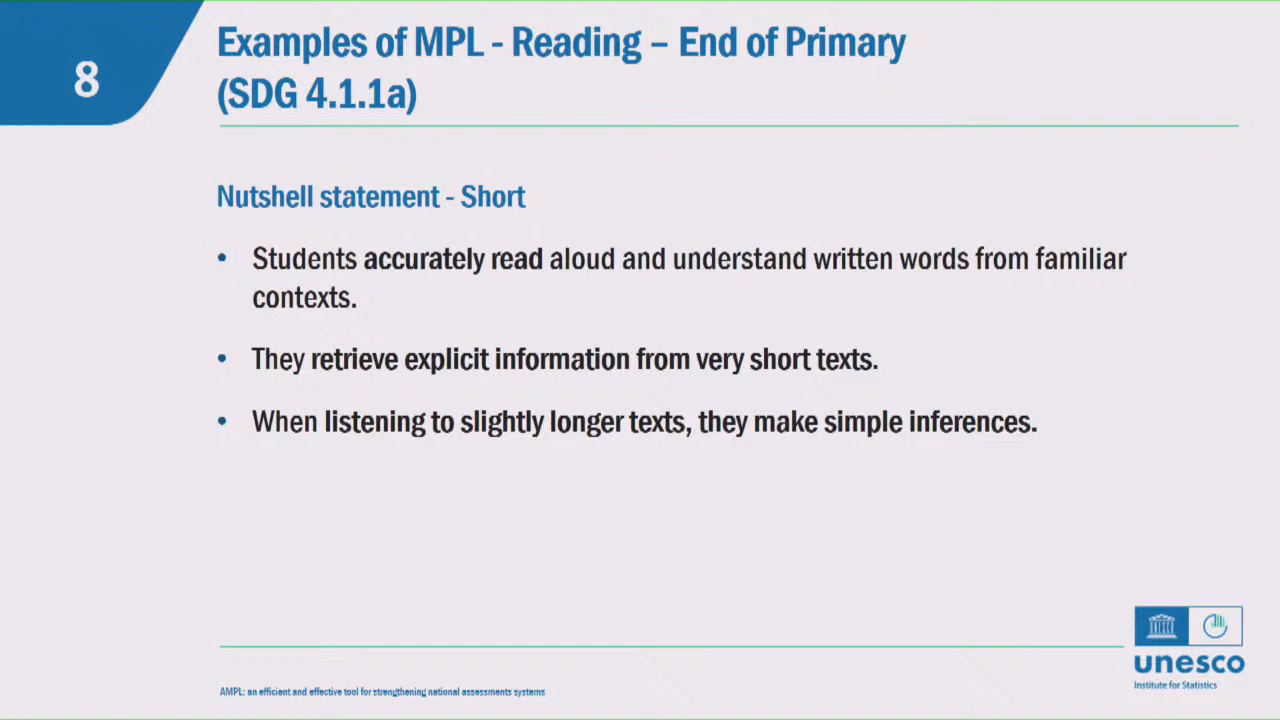 8
Examples of MPL - Reading – End of Primary
(SDG 4.1.1a)
Nutshell statement - Short
• Students accurately read aloud and understand written words from familiar
contexts.
• They retrieve explicit information from very short texts.
• When listening to slightly longer texts, they make simple inferences.
unesco
Institute for Statistics
AMPL: an efficient and effective tool for strengthening national assessments systems